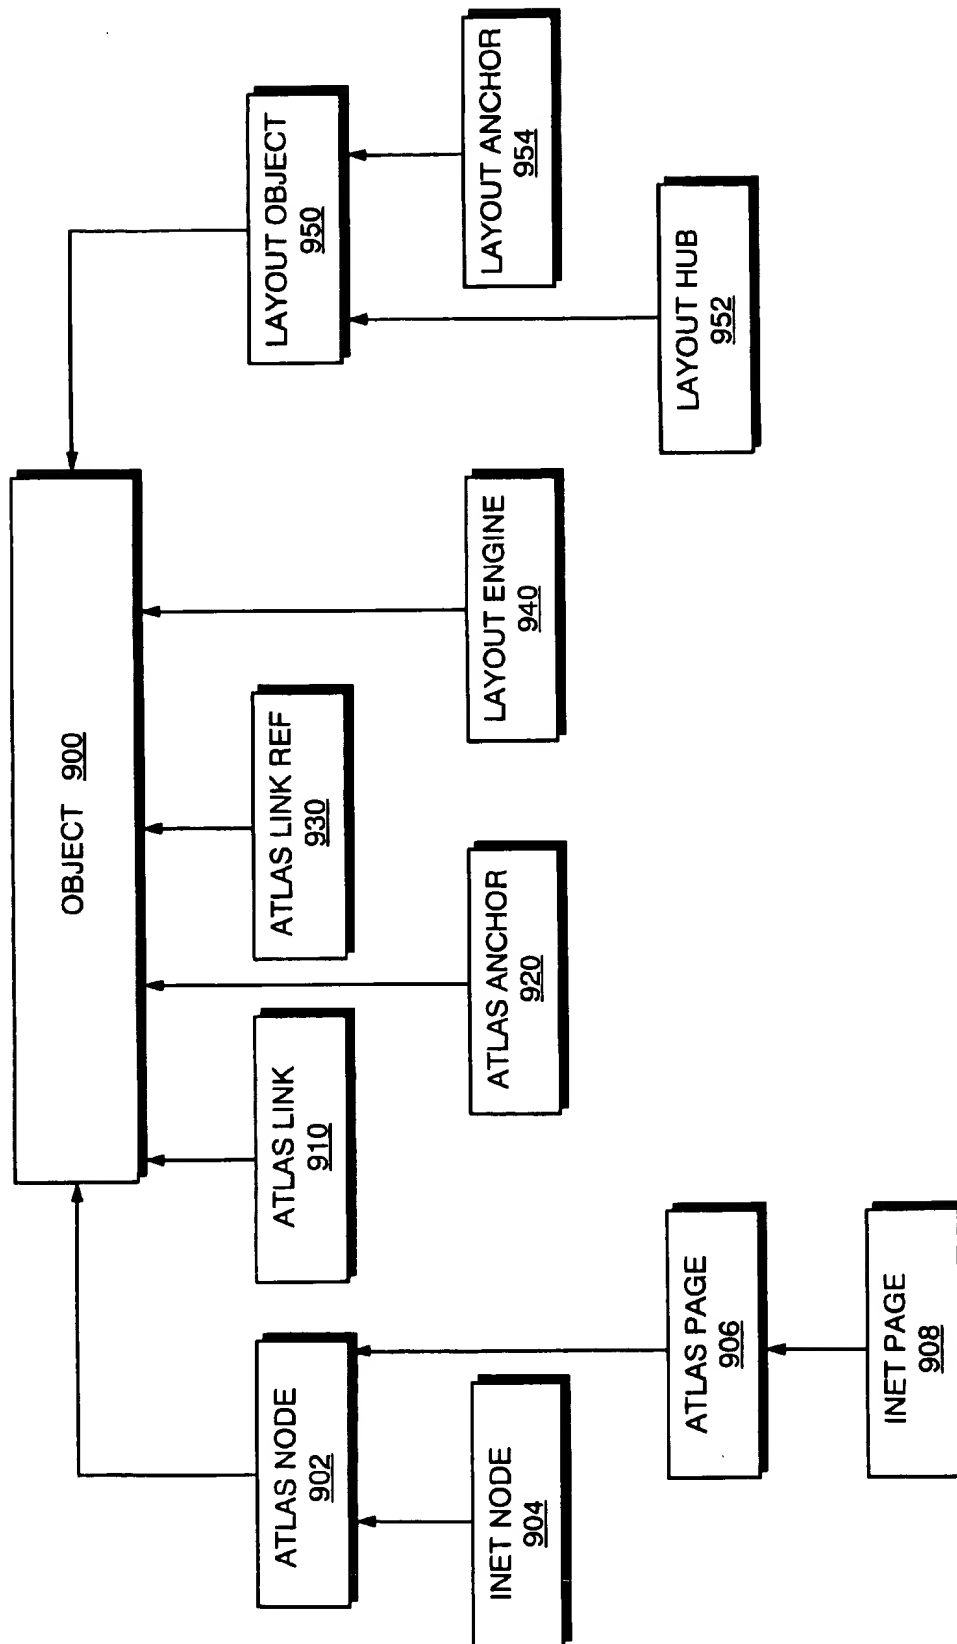 OBJECT 900
ATLAS NODE
902
INET NODE
904
ATLAS PAGE
906
INET PAGE
908
ATLAS LINK
910
ATLAS ANCHOR
920
ATLAS LINK REF
930
LAYOUT ENGINE
940
LAYOUT OBJECT
950
LAYOUT HUB
952
LAYOUT ANCHOR
954